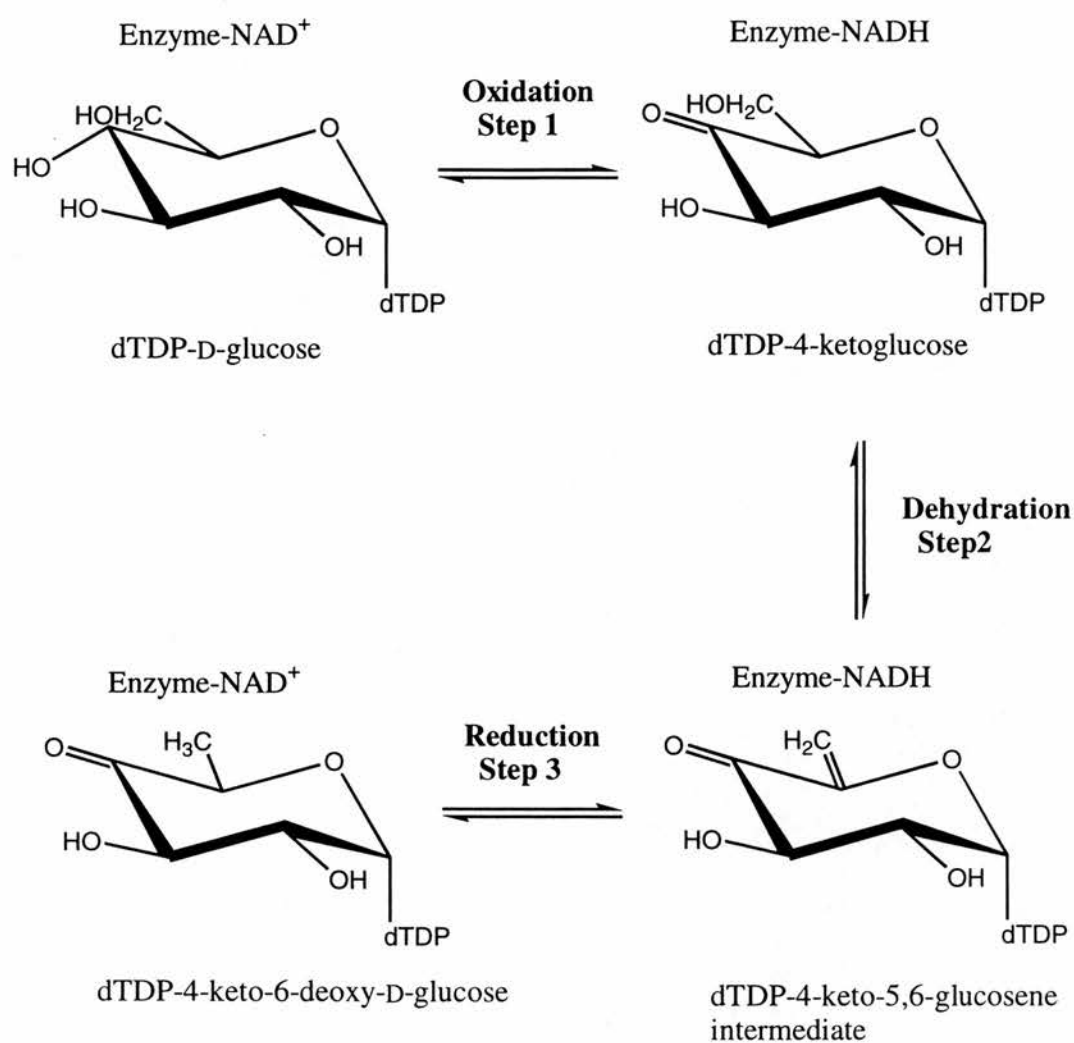 Enzyme-NAD+
Enzyme-NADH
HOH2C
O
HO
HO
OH
dTDP
dTDP-D-glucose
Oxidation
Step 1
O
HOH2C
O
HO
OH
dTDP
dTDP-4-ketoglucose
Dehydration
Step2
Enzyme-NAD+
Enzyme-NADH
O
H3C
O
HO
OH
dTDP
dTDP-4-keto-6-deoxy-D-glucose
Reduction
Step 3
O
H2C
O
HO
OH
dTDP
dTDP-4-keto-5,6-glucosene
intermediate